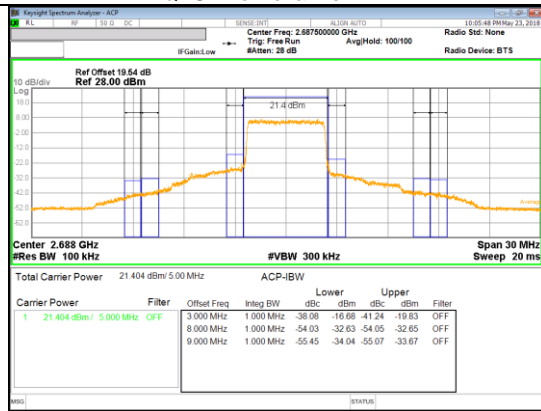 Keysight Spectrum Analyzer - ACP
RL RF 50 Ω DC SENSE:INT ALIGN AUTO 10:05:48 PM May 23, 2018
Center Freq: 2.687500000 GHz Radio Std: None
Trig: Free Run Avg|Hold: 100/100
IFGain:Low #Atten: 28 dB Radio Device: BTS
Ref Offset 19.54 dB
10 dB/div Ref 28.00 dBm
Log
18.0
8.00
-2.00
-12.0
-22.0
-32.0
-42.0
-52.0
-62.0
21.4 dBm
Average
Center 2.688 GHz Span 30 MHz
#Res BW 100 kHz #VBW 300 kHz Sweep 20 ms
Total Carrier Power 21.404 dBm/ 5.00 MHz ACP-IBW
Lower Upper
Carrier Power Filter Offset Freq Integ BW dBc dBm dBc dBm Filter
1 21.404 dBm / 5.000 MHz OFF 3.000 MHz 1.000 MHz -38.08 -16.68 -41.24 -19.83 OFF
8.000 MHz 1.000 MHz -54.03 -32.63 -54.05 -32.65 OFF
9.000 MHz 1.000 MHz -55.45 -34.04 -55.07 -33.67 OFF
MSG STATUS